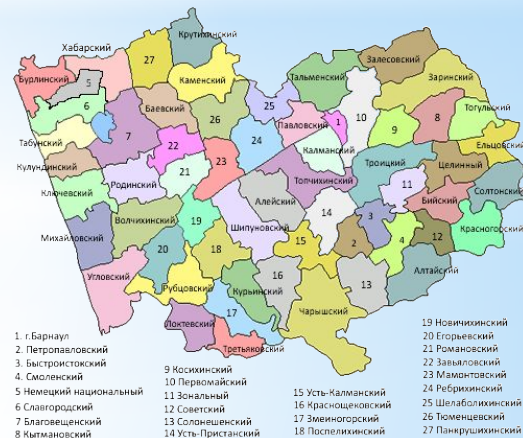 Крутихинский
Хабарский
27
Бурлинский
5
Каменский
Тальменский
Залесовский
Заринский
6
Баевский
26
25
Павловский
1
10
9
8
Тогульский
Табунский
7
22
24
Калманский
Ельцовский
Кулундинский
21
23
Троицкий
Целинный
Ключевский
Родинский
Топчихинский
11
Солтонский
Бийский
Волчихинский
19
Алейский
14
3
Михайловский
Шипуновский
12
Красногорский
20
18
15
2
4
Угловский
Рубцовский
Курьинский
16
13
Алтайский
Чарышский
17
Локтевский
Третьяковский
1. г.Барнаул
2. Петропавловский
3. Быстроистокский
4. Смоленский
5 Немецкий национальный
6 Славгородский
7 Благовещенский
8 Кытмановский
9 Косихинский
10 Первомайский
11 Зональный
12 Советский
13 Солонешенский
14 Усть-Пристанский
15 Усть-Калманский
16 Краснощековский
17 Змеиногорский
18 Поспелихинский
19 Новичихинский
20 Егорьевский
21 Романовский
22 Завьяловский
23 Мамонтовский
24 Ребрихинский
25 Шелаболихинский
26 Тюменцевский
27 Панкрушихинский